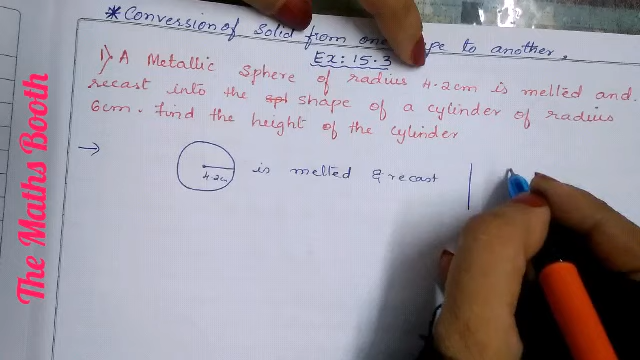 * Conversion of Solid from one shape to another.
Ex: 15.3
1) A Metallic Sphere of radius 4.2cm is melted and
recast into the shape of a cylinder of radius
6cm. find the height of the cylinder
→ 4.2cm is melted & recast
The Maths Booth